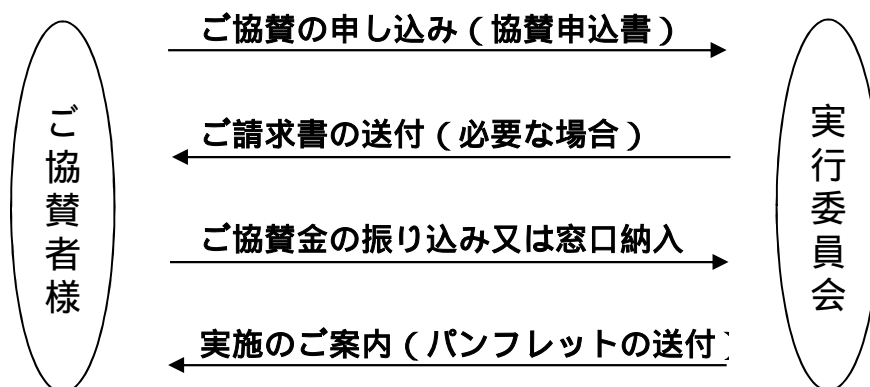 ご協賛の申し込み（協賛申込書）
ご請求書の送付（必要な場合）
ご協賛金の振り込み又は窓口納入
実施のご案内（パンフレットの送付）
ご協賛者様
実行委員会